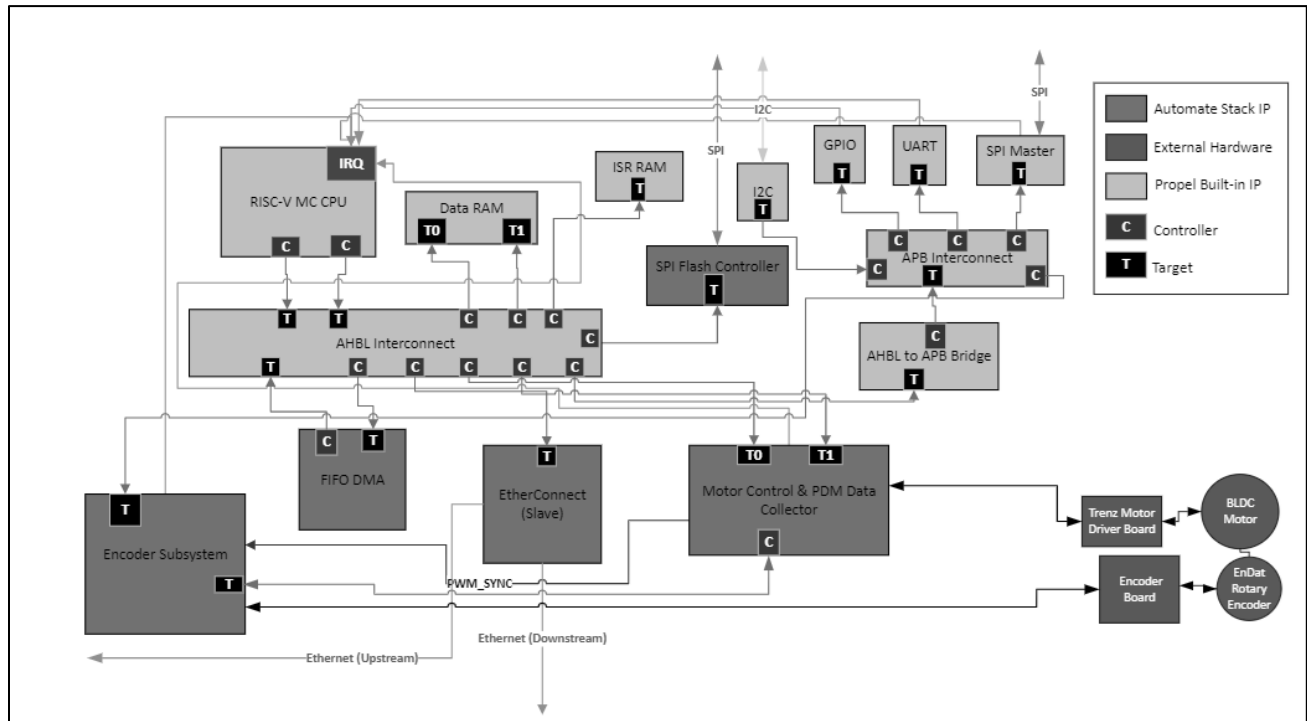 SPI
I2C
SPI
GPIO
T
UART
T
SPI Master
T
IRQ
RISC-V MC CPU
C
C
ISR RAM
T
Data RAM
T0
T1
I2C
T
SPI Flash Controller
T
C
C
C
APB Interconnect
C
T
C
T
T
C
C
C
AHBL Interconnect
C
T
C
C
C
C
C
C
AHBL to APB Bridge
T
C
T
FIFO DMA
T
EtherConnect
(Slave)
T0
T1
Motor Control & PDM Data
Collector
C
T
Encoder Subsystem
T
PWM_SYNC
Ethernet (Downstream)
Ethernet (Upstream)
Trenz Motor
Driver Board
BLDC
Motor
Encoder
Board
EnDat
Rotary
Encoder
Automate Stack IP
External Hardware
Propel Built-in IP
C
Controller
T
Target